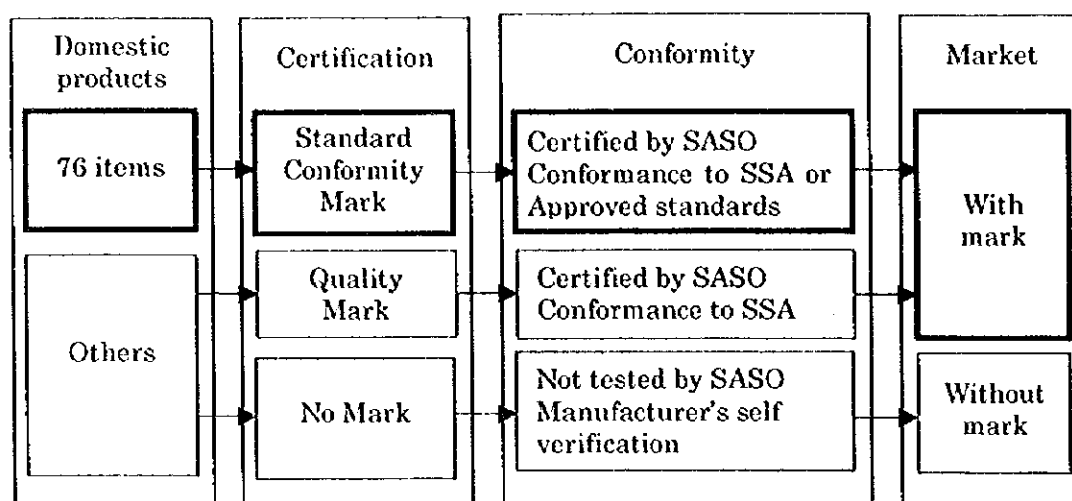 Domestic
products
Certification
Conformity
Market
76 items
Standard
Conformity
Mark
Certified by SASO
Conformance to SSA or
Approved standards
With
mark
Others
Quality
Mark
Certified by SASO
Conformance to SSA
No Mark
Not tested by SASO
Manufacturer's self
verification
Without
mark